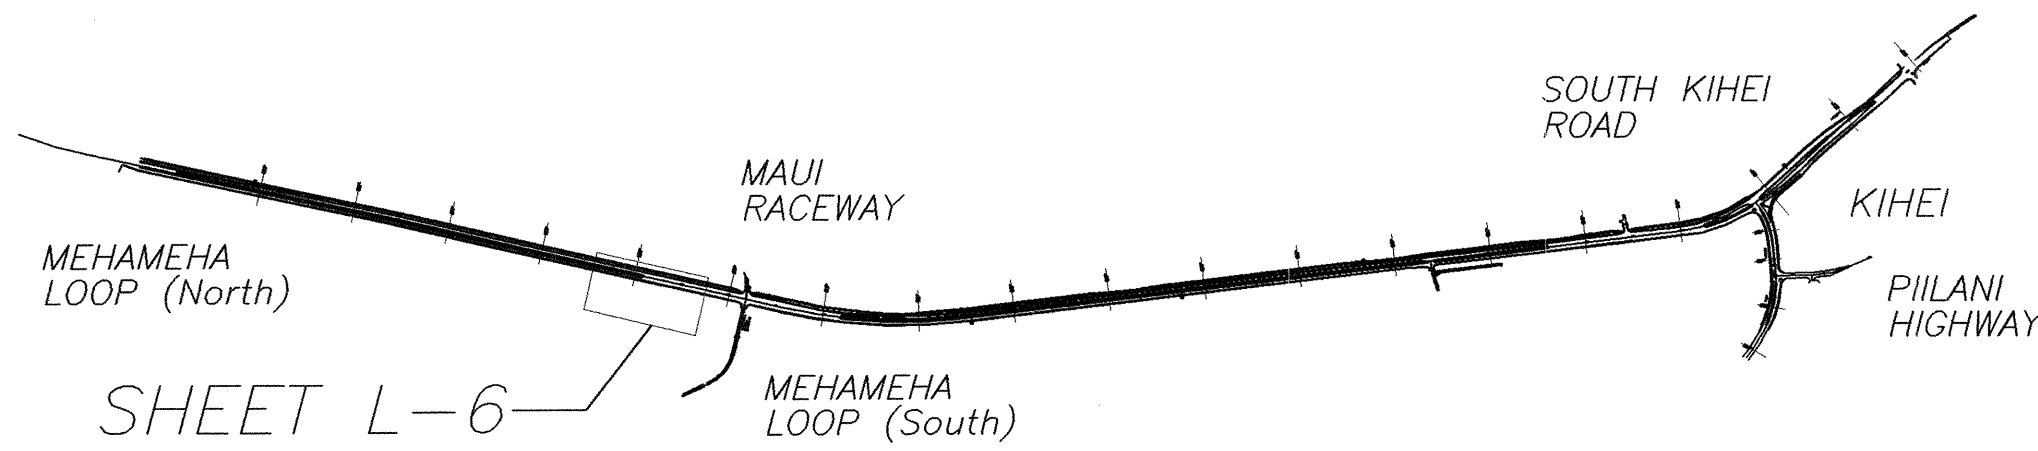 SOUTH KIHEI
ROAD
MAUI
RACEWAY
KIHEI
MEHAMEHA
LOOP (North)
PIILANI
HIGHWAY
SHEET L-6
MEHAMEHA
LOOP (South)